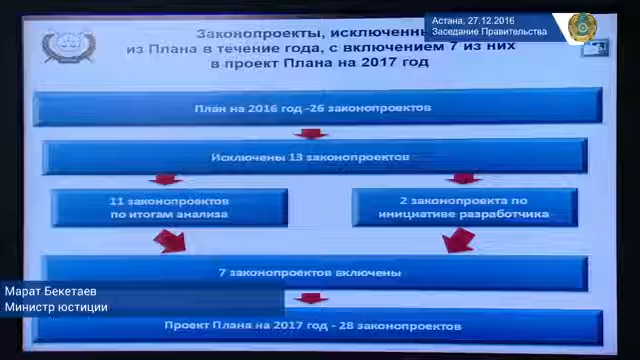 Астана, 27.12.2016
Заседание Правительства
Законопроекты,
из Плана в течение года, с включением 7 из них
в проект Плана на 2017 год
План на 2016 год -26 законопроектов
Исключены 13 законопроектов
11 законопроектов
по итогам анализа
2 законопроекта по
инициативе разработчика
7 законопроектов включены
Марат Бекетаев
Министр юстиции
Проект Плана на 2017 год - 28 законопроектов